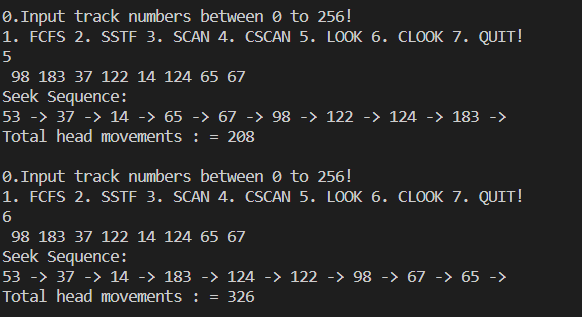 0.Input track numbers between 0 to 256!
1. FCFS 2. SSTF 3. SCAN 4. CSCAN 5. LOOK 6. CLOOK 7. QUIT!
5
98 183 37 122 14 124 65 67
Seek Sequence:
53 -> 37 -> 14 -> 65 -> 67 -> 98 -> 122 -> 124 -> 183 ->
Total head movements : = 208
0.Input track numbers between 0 to 256!
1. FCFS 2. SSTF 3. SCAN 4. CSCAN 5. LOOK 6. CLOOK 7. QUIT!
6
98 183 37 122 14 124 65 67
Seek Sequence:
53 -> 37 -> 14 -> 183 -> 124 -> 122 -> 98 -> 67 -> 65 ->
Total head movements : = 326